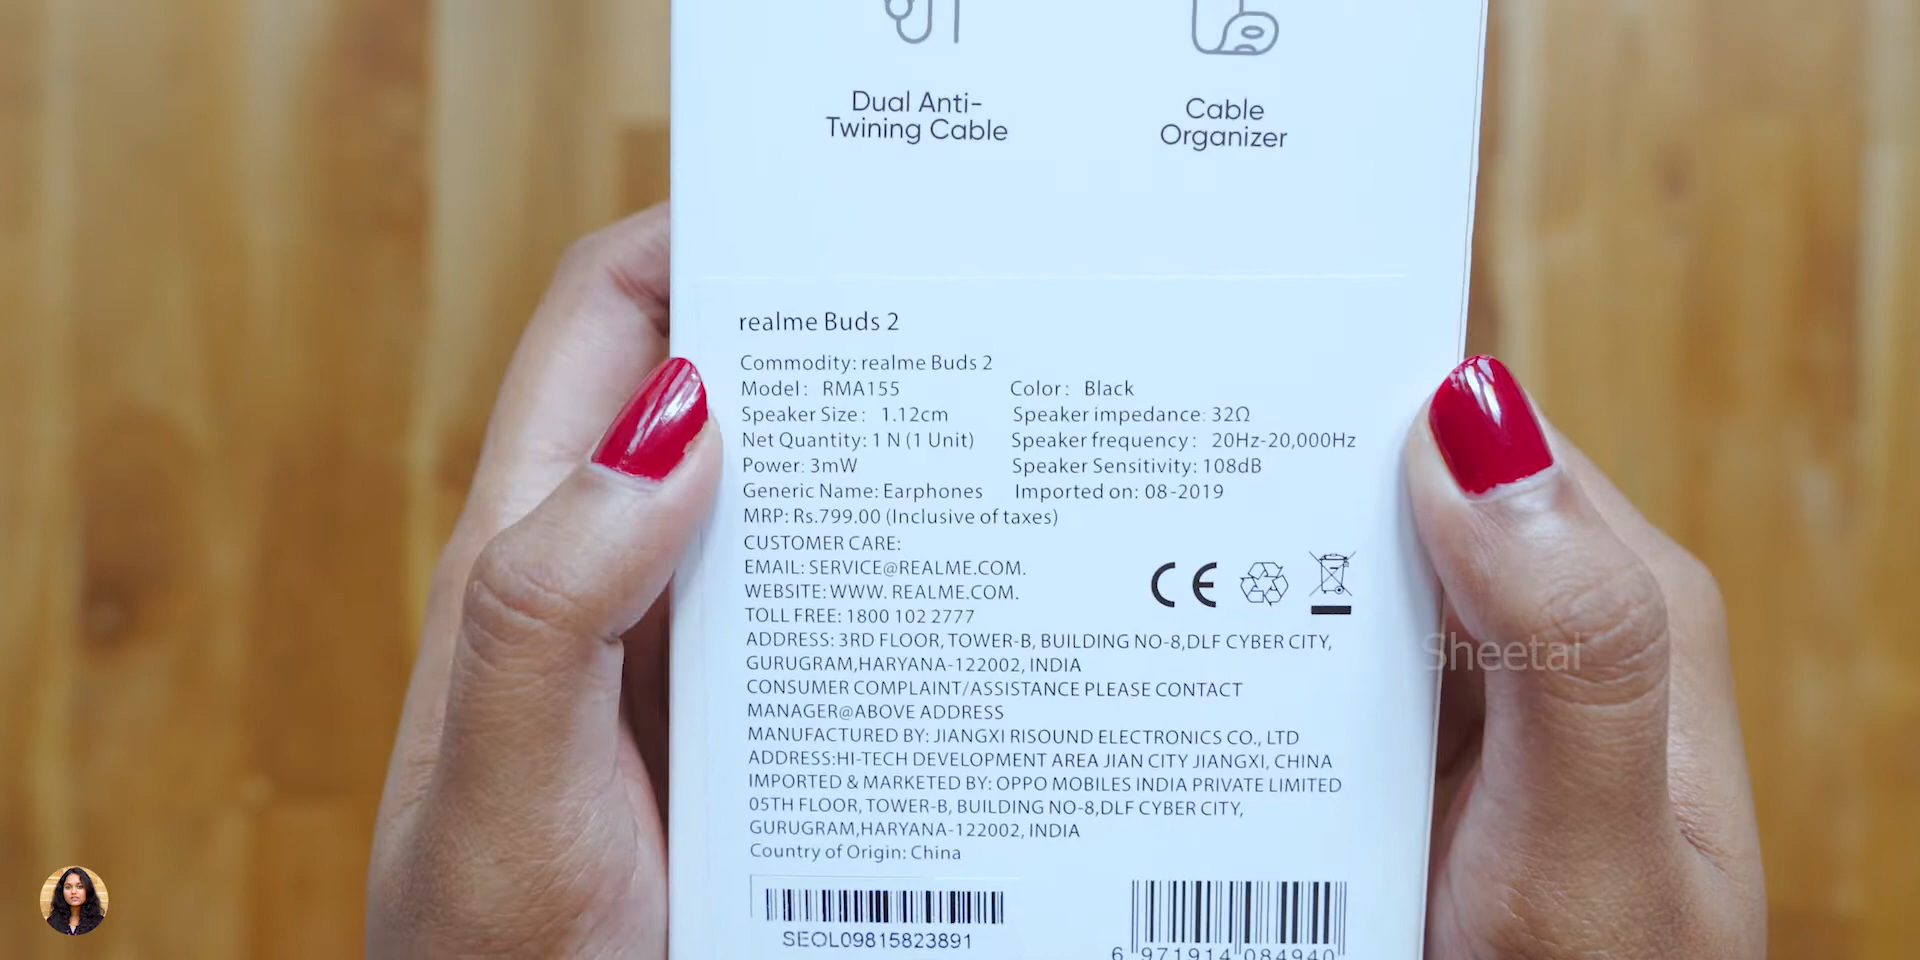 Dual Anti-
Twining Cable
Cable
Organizer
realme Buds 2
Commodity: realme Buds 2
Model: RMA155 Color: Black
Speaker Size: 1.12cm Speaker impedance: 32Ω
Net Quantity: 1 N (1 Unit) Speaker frequency: 20Hz-20,000Hz
Power: 3mW Speaker Sensitivity: 108dB
Generic Name: Earphones Imported on: 08-2019
MRP: Rs.799.00 (Inclusive of taxes)
CUSTOMER CARE:
EMAIL: SERVICE@REALME.COM.
WEBSITE: WWW. REALME.COM.
TOLL FREE: 1800 102 2777
ADDRESS: 3RD FLOOR, TOWER-B, BUILDING NO-8,DLF CYBER CITY,
GURUGRAM,HARYANA-122002, INDIA
CONSUMER COMPLAINT/ASSISTANCE PLEASE CONTACT
MANAGER@ABOVE ADDRESS
MANUFACTURED BY: JIANGXI RISOUND ELECTRONICS CO., LTD
ADDRESS:HI-TECH DEVELOPMENT AREA JIAN CITY JIANGXI, CHINA
IMPORTED & MARKETED BY: OPPO MOBILES INDIA PRIVATE LIMITED
05TH FLOOR, TOWER-B, BUILDING NO-8,DLF CYBER CITY,
GURUGRAM,HARYANA-122002, INDIA
Country of Origin: China
CE
Sheetal
SEOL09815823891
6 971914 084940